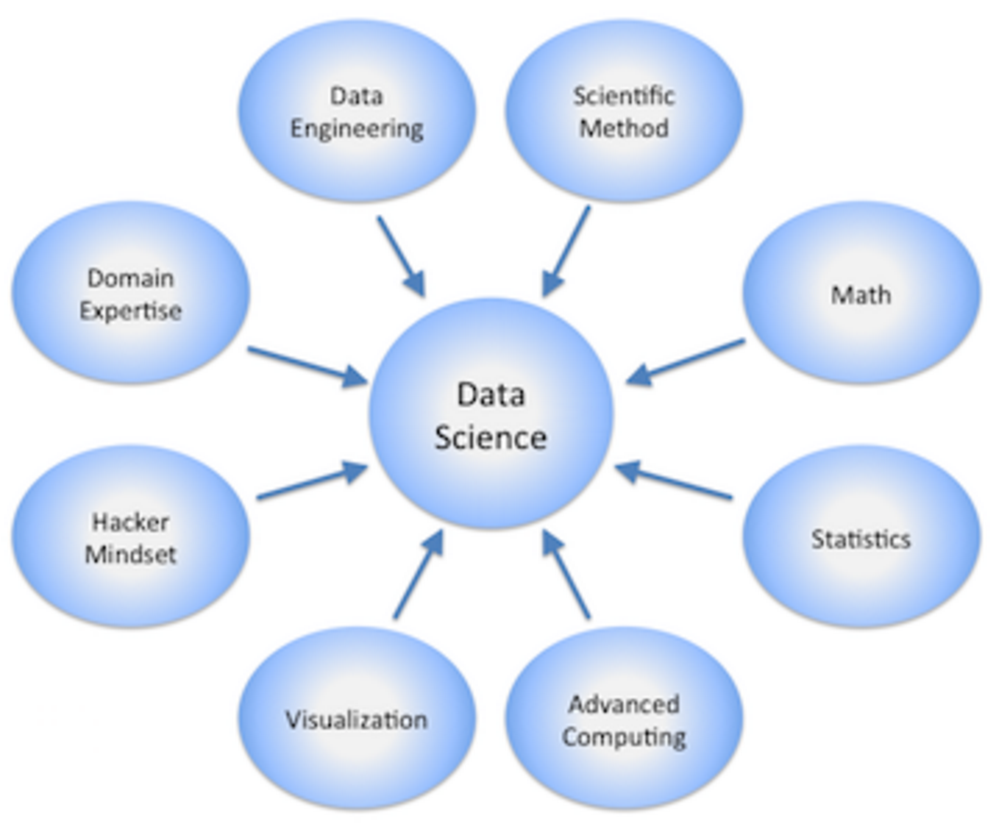 Data
Engineering
Scientific
Method
Domain
Expertise
Math
Data
Science
Hacker
Mindset
Statistics
Visualization
Advanced
Computing